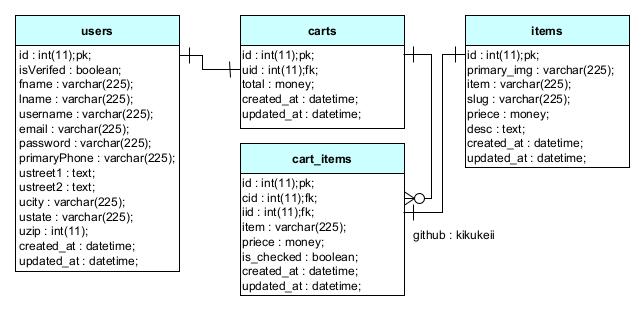 users
id : int(11);pk;
isVerifed : boolean;
fname : varchar(225);
lname : varchar(225);
username : varchar(225);
email : varchar(225);
password : varchar(225);
primaryPhone : varchar(225);
ustreet1 : text;
ustreet2 : text;
ucity : varchar(225);
ustate : varchar(225);
uzip : int(11);
created_at : datetime;
updated_at : datetime;
carts
id : int(11);pk;
uid : int(11);fk;
total : money;
created_at : datetime;
updated_at : datetime;
cart_items
id : int(11);pk;
cid : int(11);fk;
iid : int(11);fk;
item : varchar(225);
priece : money;
is_checked : boolean;
created_at : datetime;
updated_at : datetime;
items
id : int(11);pk;
primary_img : varchar(225);
item : varchar(225);
slug : varchar(225);
priece : money;
desc : text;
created_at : datetime;
updated_at : datetime;
github : kikukeii